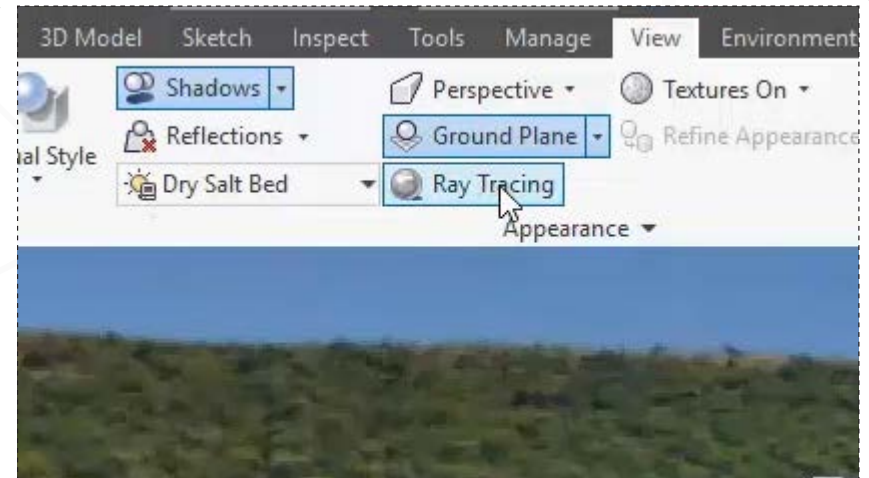 3D Model Sketch Inspect Tools Manage View Environment
Shadows Perspective Textures On
Reflections Ground Plane Refine Appearance
al Style
Dry Salt Bed Ray Tracing
Appearance